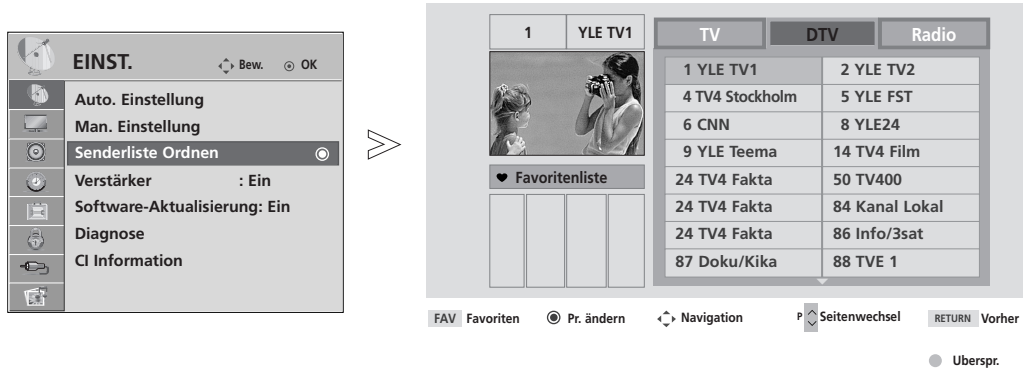 EINST.
Bew.
OK
Auto. Einstellung
Man. Einstellung
Senderliste Ordnen
Verstärker : Ein
Software-Aktualisierung: Ein
Diagnose
CI Information
1 YLE TV1
Favoritenliste
TV DTV Radio
1 YLE TV1 2 YLE TV2
4 TV4 Stockholm 5 YLE FST
6 CNN 8 YLE24
9 YLE Teema 14 TV4 Film
24 TV4 Fakta 50 TV400
24 TV4 Fakta 84 Kanal Lokal
24 TV4 Fakta 86 Info/3sat
87 Doku/Kika 88 TVE 1
FAV Favoriten Pr. ändern Navigation P Seitenwechsel RETURN Vorher
Uberspr.